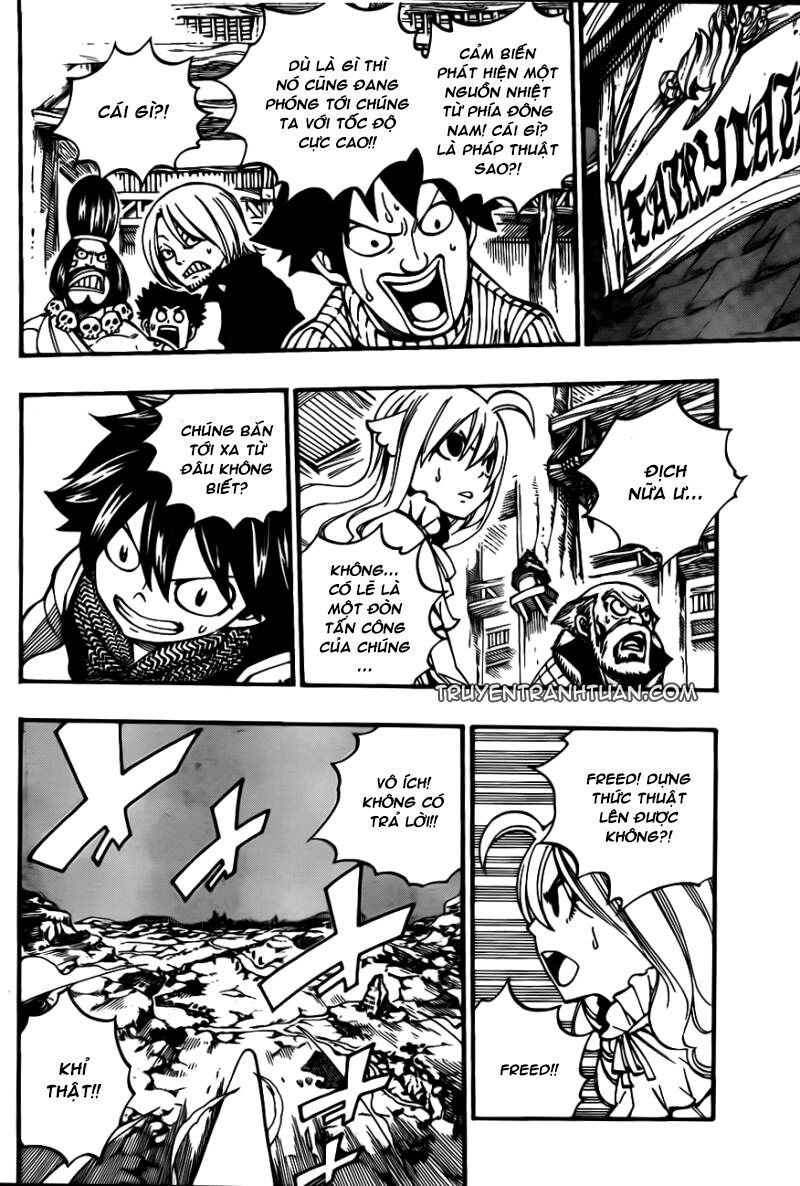 FAIRY TAIL
CẢM BIẾN
PHÁT HIỆN MỘT
NGUỒN NHIỆT
TỪ PHÍA ĐÔNG
NAM! CÁI GÌ?
LÀ PHÁP THUẬT
SAO?!
DÙ LÀ GÌ THÌ
NÓ CŨNG ĐANG
PHÓNG TỚI CHÚNG
TA VỚI TỐC ĐỘ
CỰC CAO!!
CÁI GÌ?!
ĐỊCH
NỮA Ư...
KHÔNG...
CÓ LẼ LÀ
MỘT ĐÒN
TẤN CÔNG
CỦA CHÚNG
...
CHÚNG BẮN
TỚI XA TỪ
ĐÂU KHÔNG
BIẾT?
TRUYENTRANHTUAN.COM
FREED! DỰNG
THỨC THUẬT
LÊN ĐƯỢC
KHÔNG?!
FREED!!
VÔ ÍCH!
KHÔNG CÓ
TRẢ LỜI!!
KHỈ
THẬT!!